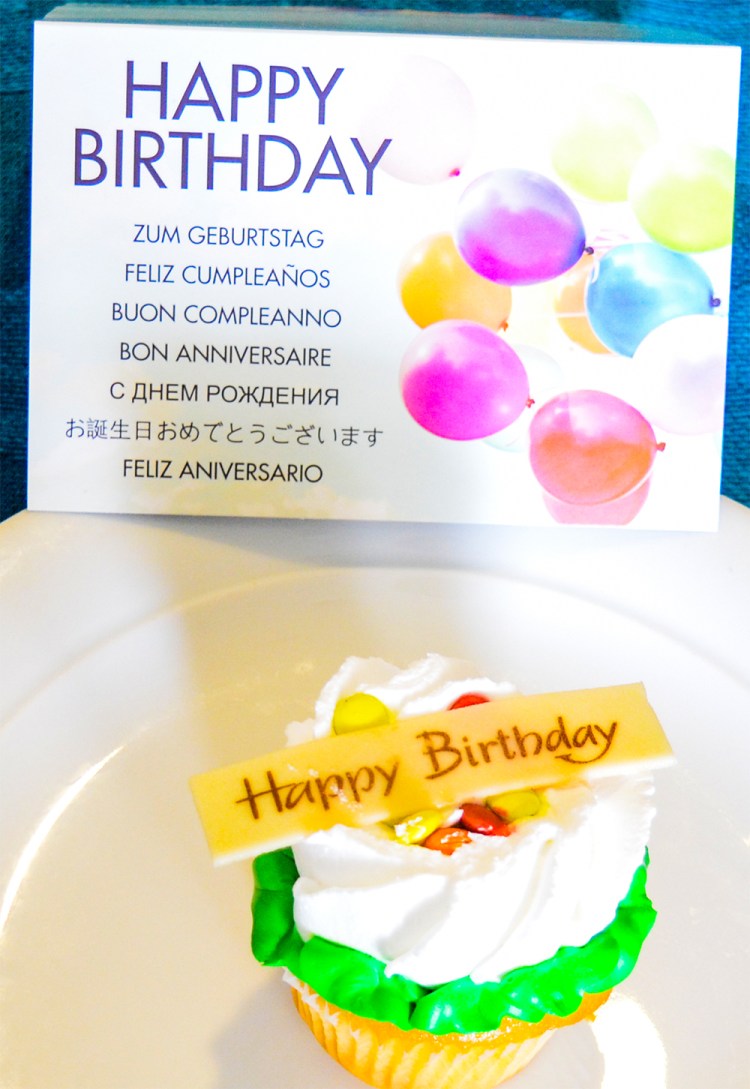 HAPPY
BIRTHDAY
ZUM GEBURTSTAG
FELIZ CUMPLEAÑOS
BUON COMPLEANNO
BON ANNIVERSAIRE
С ДНЕМ РОЖДЕНИЯ
お誕生日おめでとうございます
FELIZ ANIVERSARIO
Happy Birthday